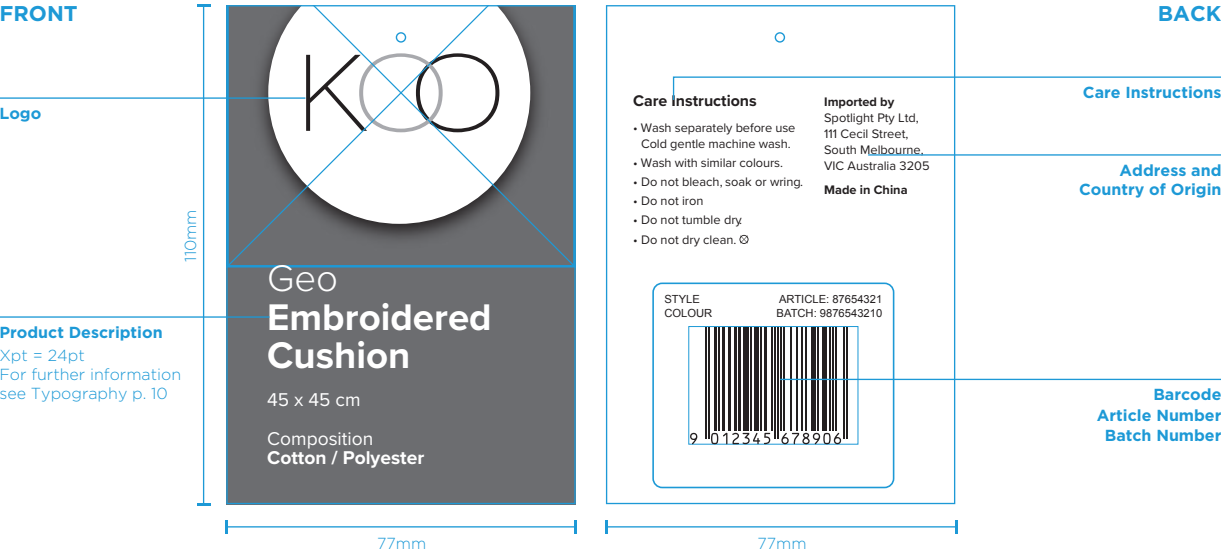 FRONT
Logo
110mm
Product Description
Xpt = 24pt
For further information
see Typography p. 10
KOO
Geo
Embroidered
Cushion
45 x 45 cm
Composition
Cotton / Polyester
77mm
BACK
Care Instructions
• Wash separately before use
Cold gentle machine wash.
• Wash with similar colours.
• Do not bleach, soak or wring.
• Do not iron
• Do not tumble dry.
• Do not dry clean. ⊗
Imported by
Spotlight Pty Ltd,
111 Cecil Street,
South Melbourne,
VIC Australia 3205
Made in China
STYLE
COLOUR
ARTICLE: 87654321
BATCH: 9876543210
9 012345 678906
77mm
Care Instructions
Address and
Country of Origin
Barcode
Article Number
Batch Number